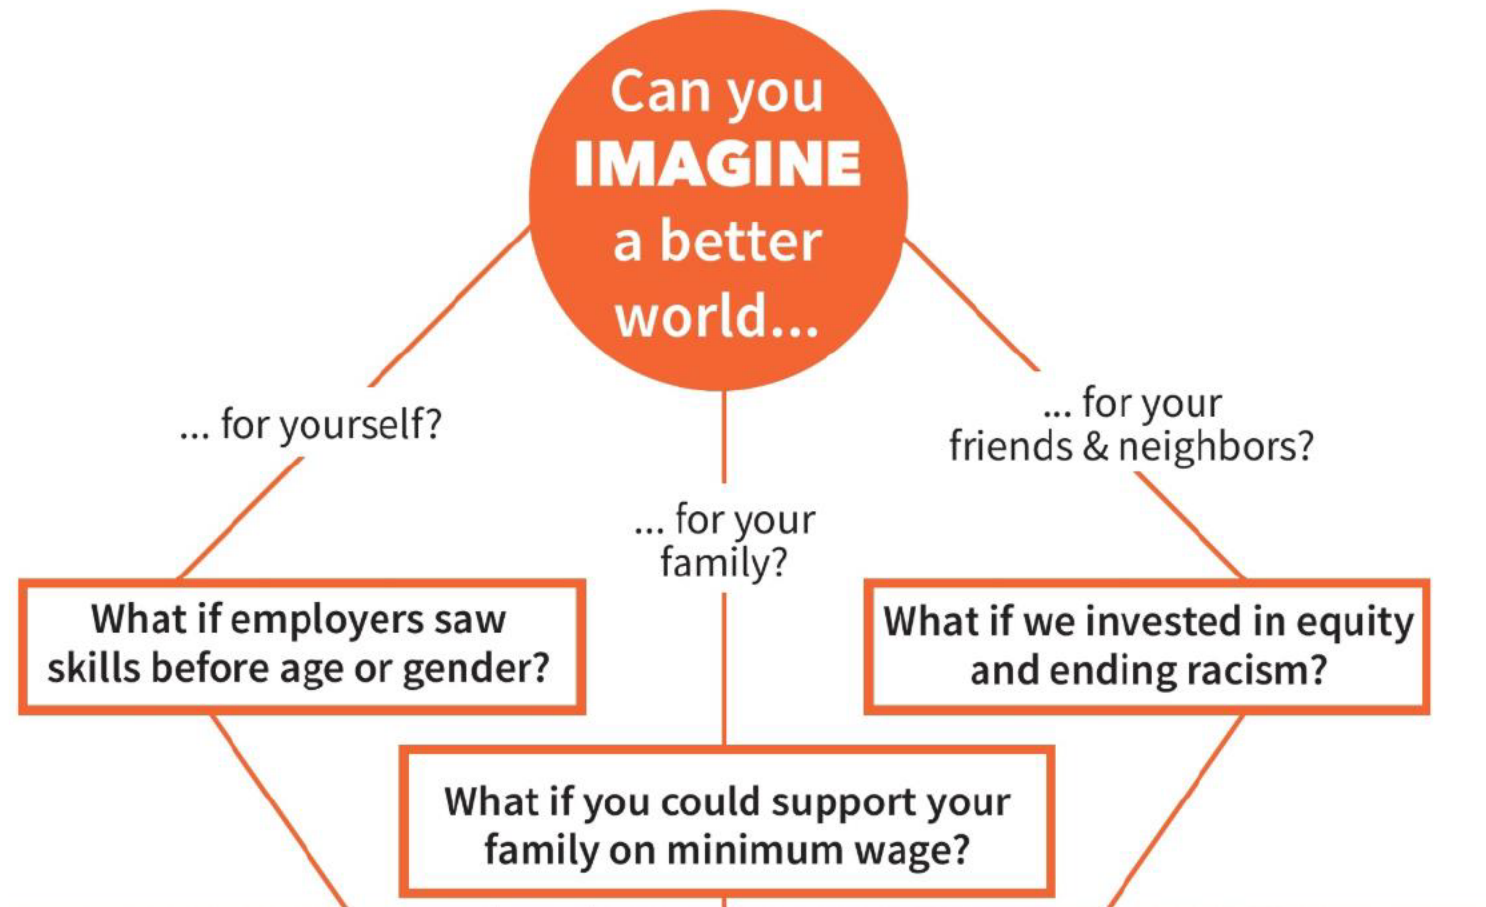 Can you
IMAGINE
a better
world...
... for yourself?
... for your
family?
... for your
friends & neighbors?
What if employers saw
skills before age or gender?
What if you could support your
family on minimum wage?
What if we invested in equity
and ending racism?